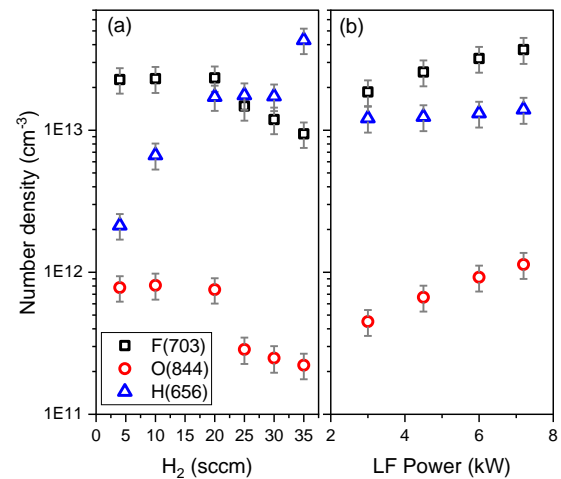 (a)
(b)
Number density (cm-3)
1E13
1E12
1E11
F(703)
O(844)
H(656)
0 5 10 15 20 25 30 35
2 4 6 8
H2 (sccm)
LF Power (kW)